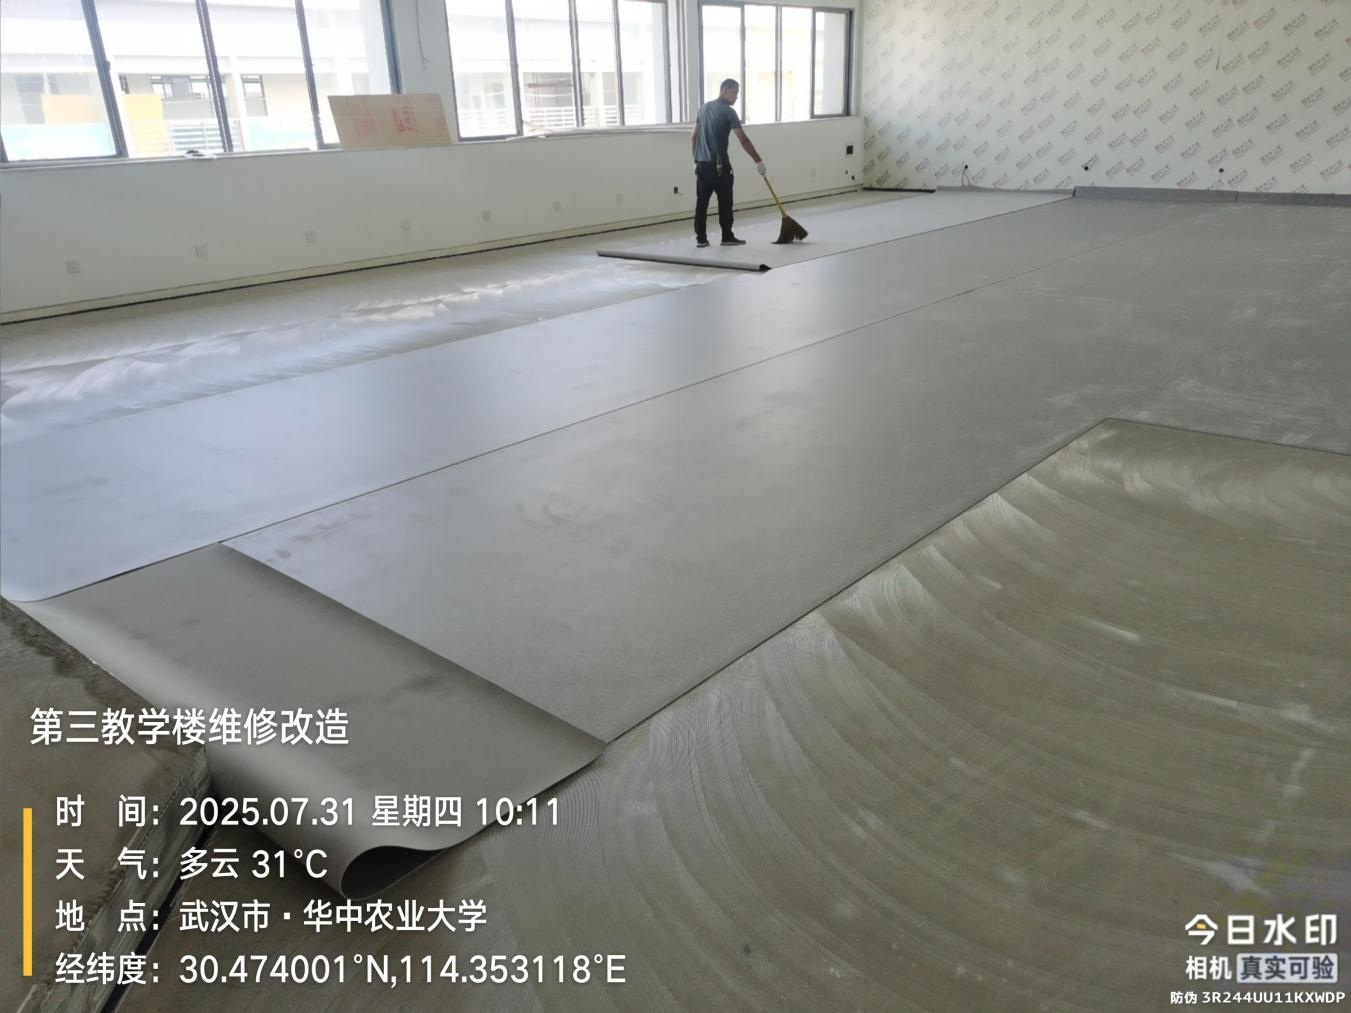 第三教学楼维修改造
时 间：2025.07.31 星期四 10:11
天 气：多云 31°C
地 点：武汉市·华中农业大学
经纬度：30.474001°N,114.353118°E
今日水印
相机 真实可验
防伪 3R244UU11KXWDP